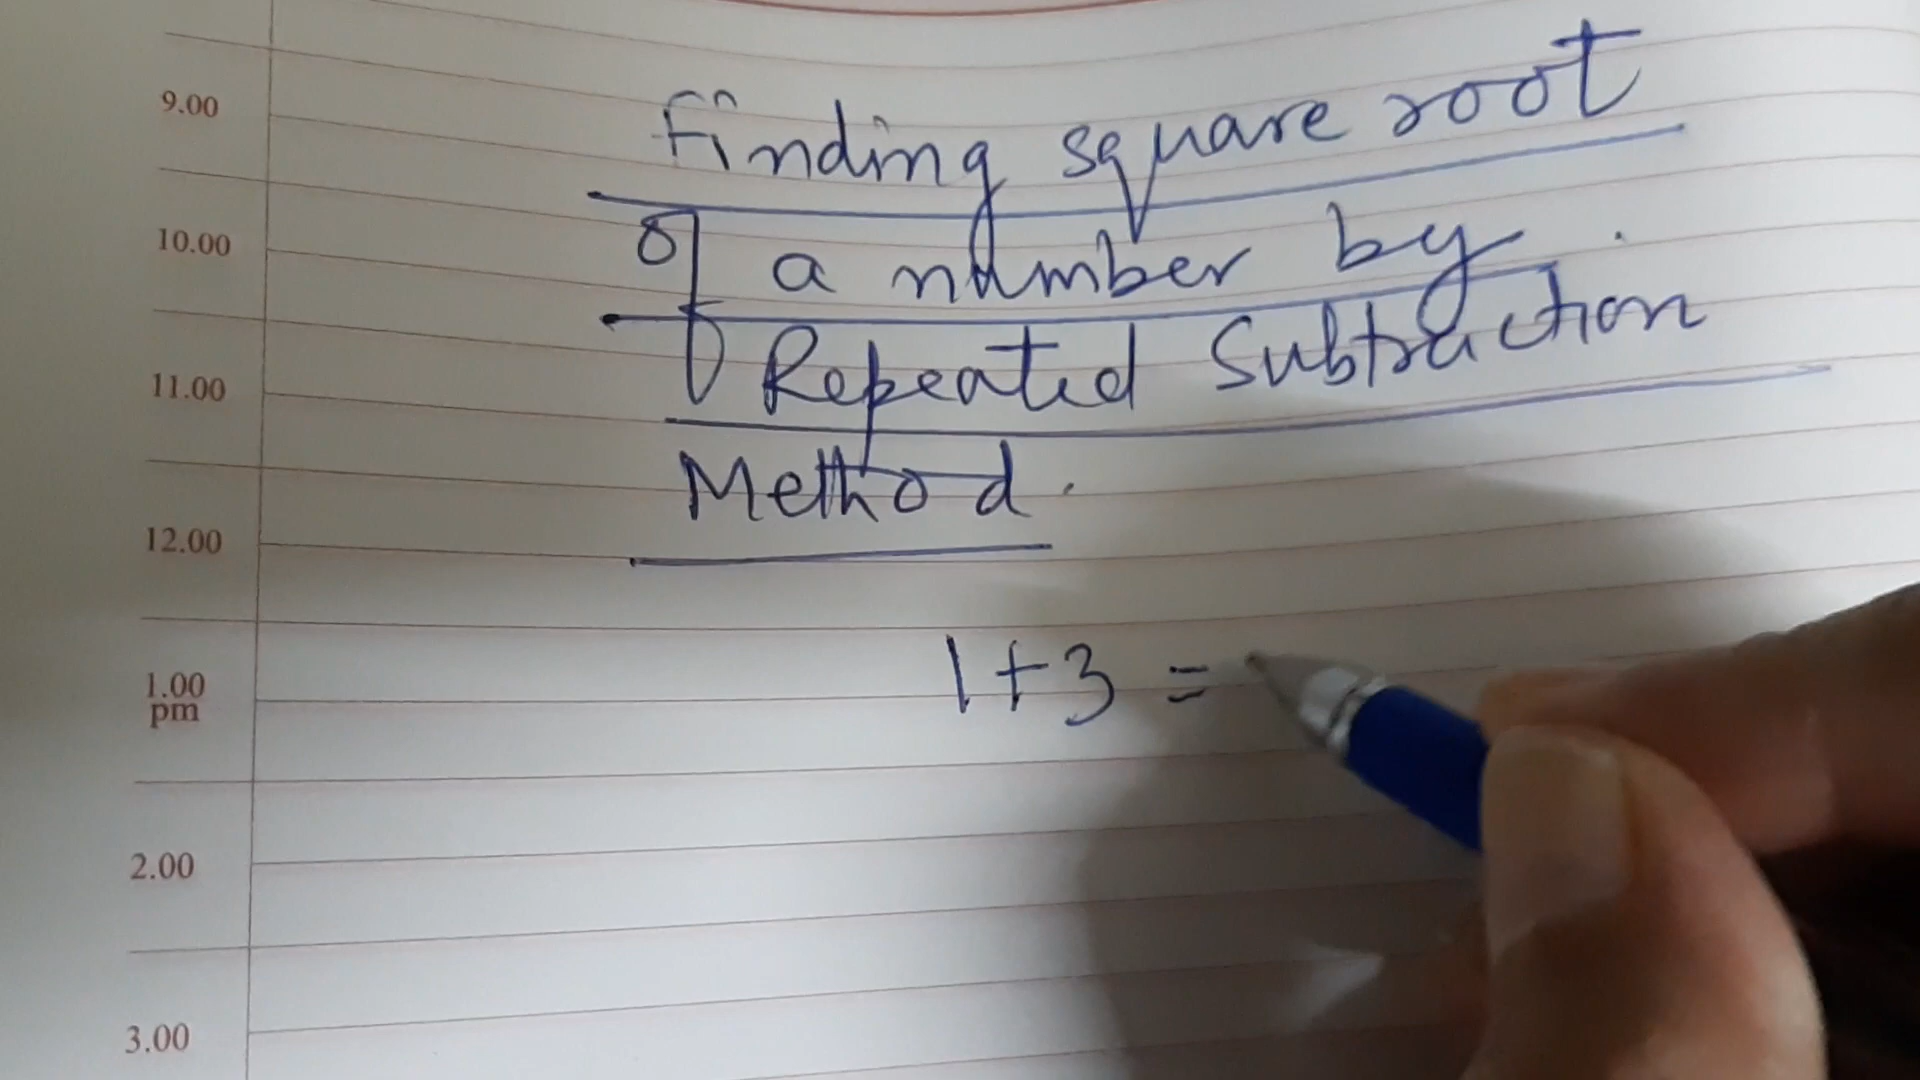 9.00
Finding square root
10.00
of a number by
11.00
Repeated Subtraction
Method.
12.00
1+3 =
1.00
pm
2.00
3.00